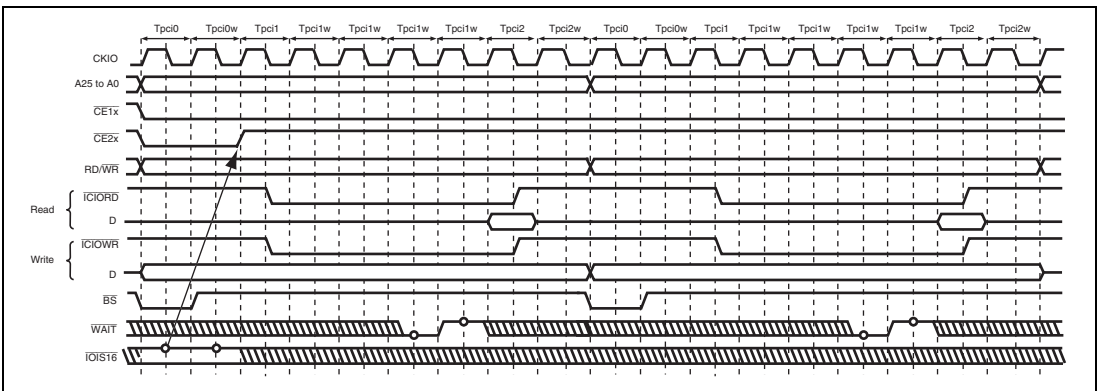 Tpci0 Tpci0w Tpci1 Tpci1w Tpci1w Tpci1w Tpci1w Tpci2 Tpci2w Tpci0 Tpci0w Tpci1 Tpci1w Tpci1w Tpci1w Tpci1w Tpci2 Tpci2w
CKIO
A25 to A0
CE1x
CE2x
RD/WR
ICIORD
Read
D
ICIOWR
Write
D
BS
WAIT
IOIS16